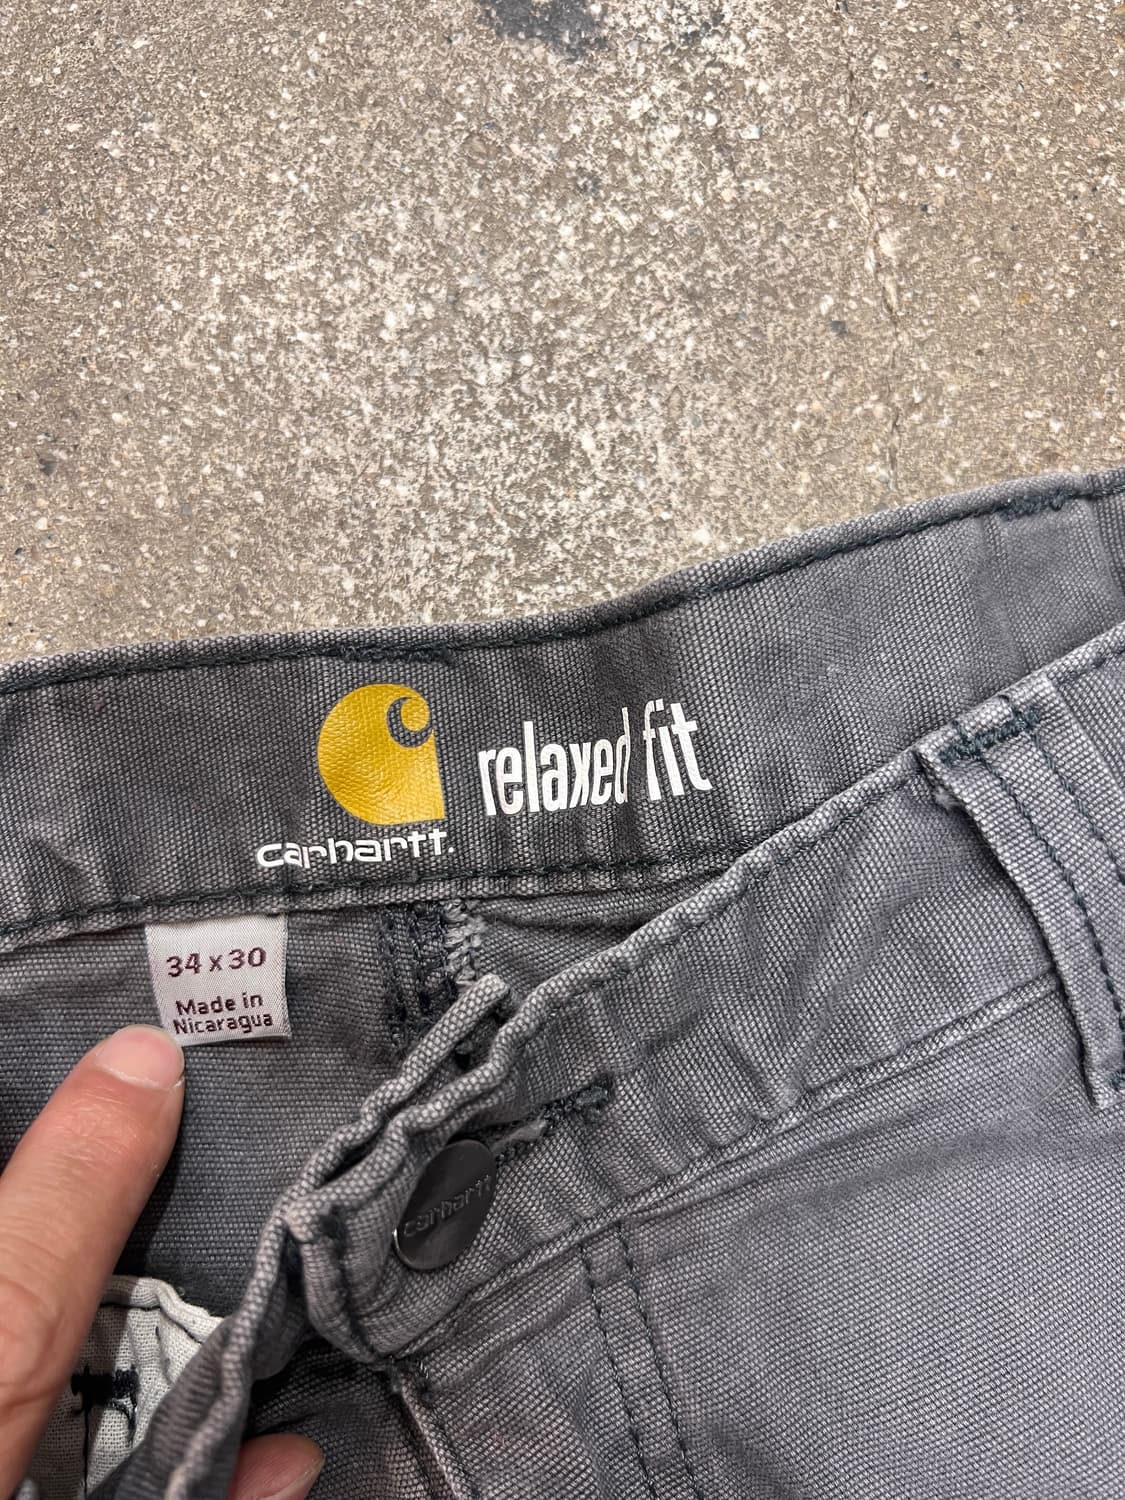 relaxed fit
carhartt.
34 x 30
Made in
Nicaragua
carhartt